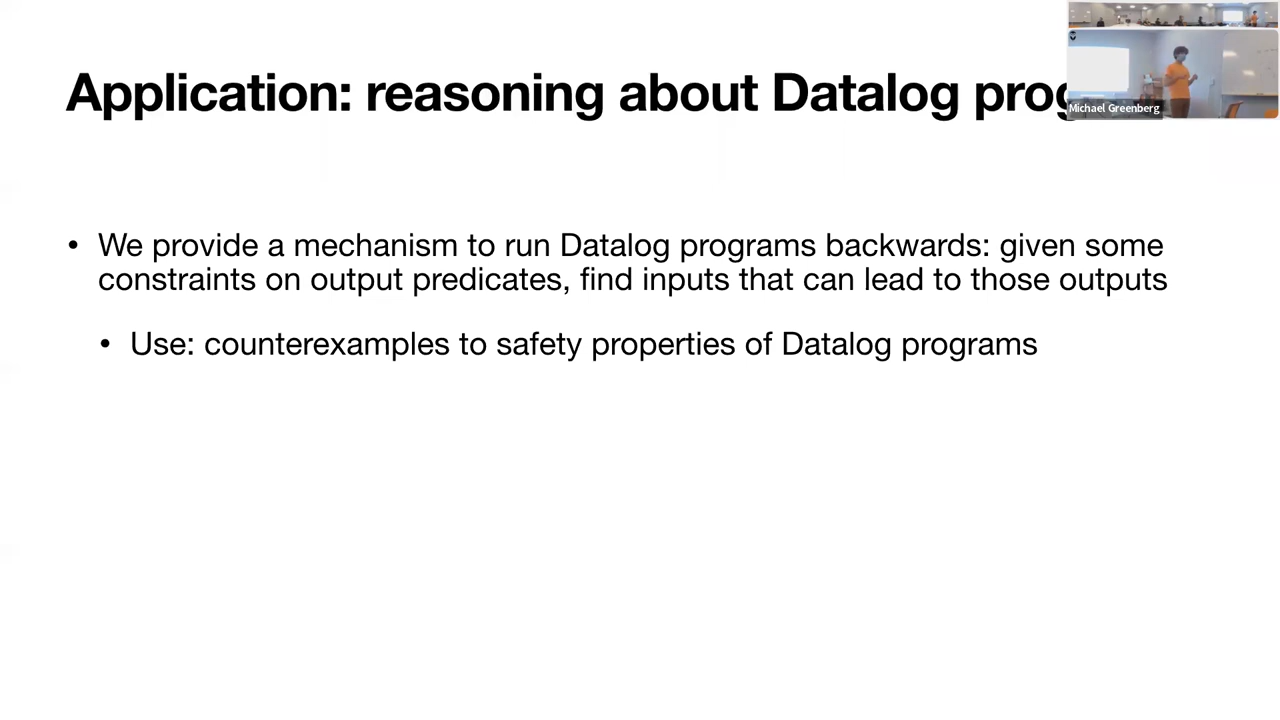 Application: reasoning about Datalog prog
Michael Greenberg
• We provide a mechanism to run Datalog programs backwards: given some
constraints on output predicates, find inputs that can lead to those outputs
• Use: counterexamples to safety properties of Datalog programs